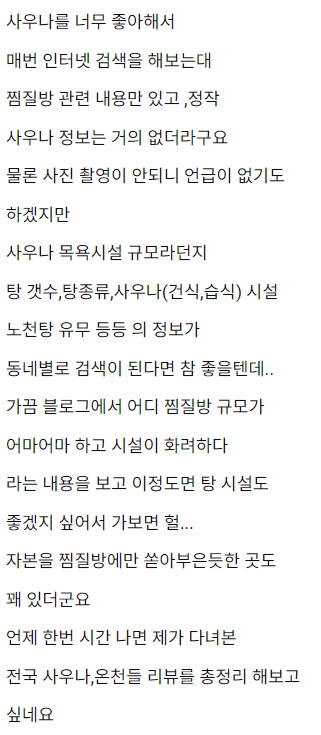 사우나를 너무 좋아해서
매번 인터넷 검색을 해보는대
찜질방 관련 내용만 있고 ,정작
사우나 정보는 거의 없더라구요
물론 사진 촬영이 안되니 언급이 없기도
하겠지만
사우나 목욕시설 규모라던지
탕 갯수,탕종류,사우나(건식,습식) 시설
노천탕 유무 등등 의 정보가
동네별로 검색이 된다면 참 좋을텐데..
가끔 블로그에서 어디 찜질방 규모가
어마어마 하고 시설이 화려하다
라는 내용을 보고 이정도면 탕 시설도
좋겠지 싶어서 가보면 헐...
자본을 찜질방에만 쏟아부은듯한 곳도
꽤 있더군요
언제 한번 시간 나면 제가 다녀본
전국 사우나,온천들 리뷰를 총정리 해보고
싶네요